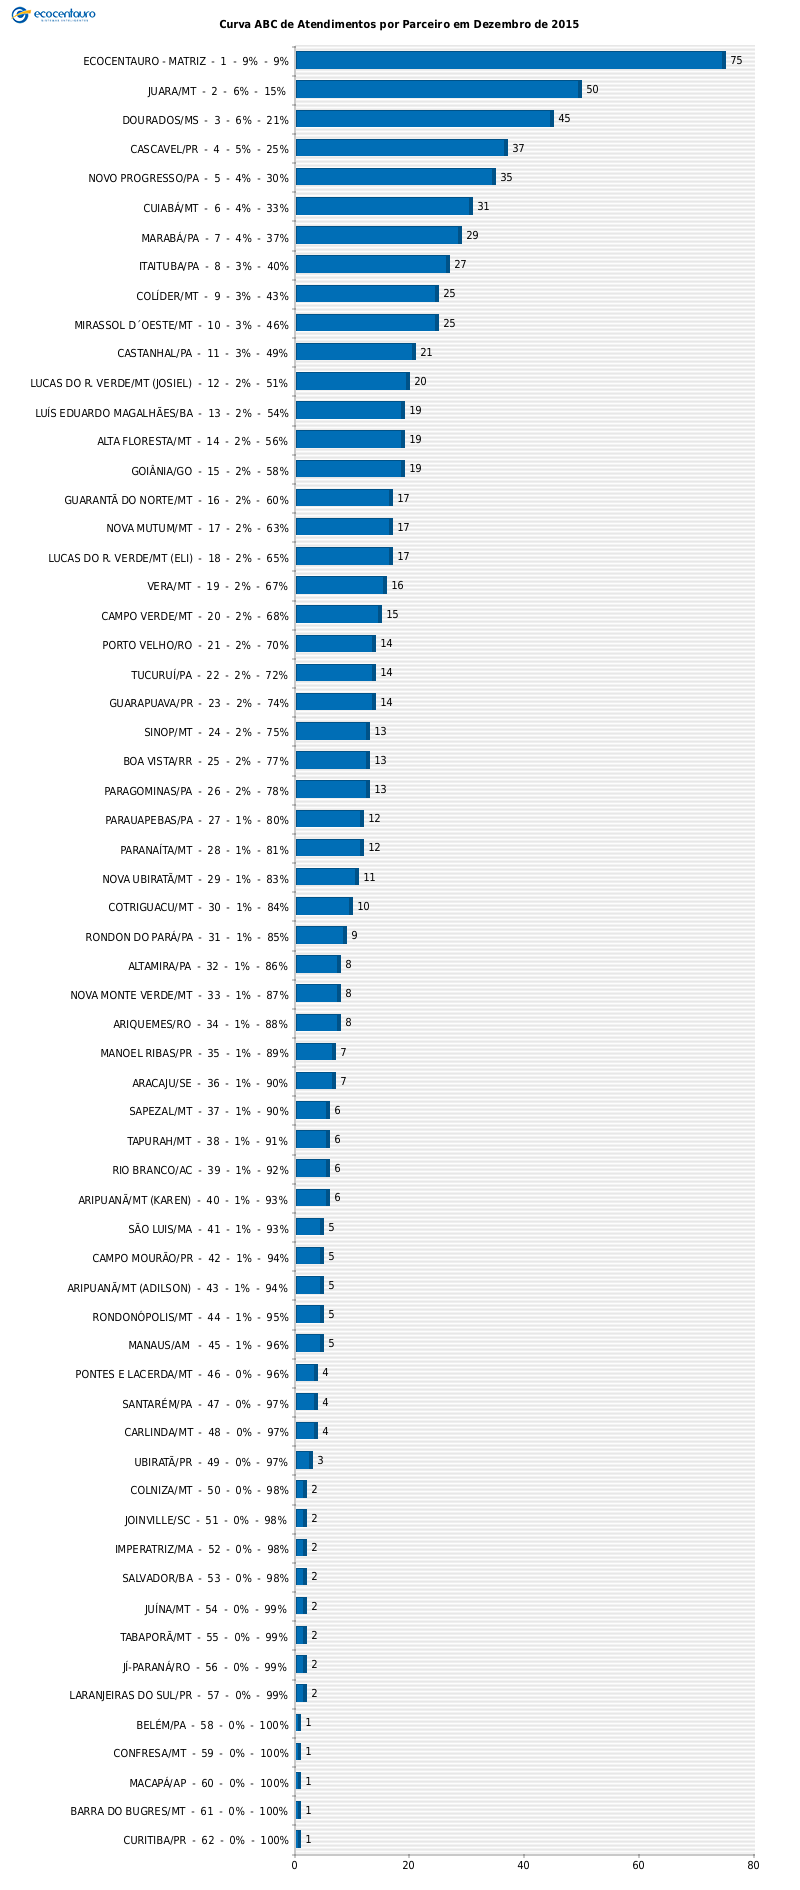 ecocentauro
Curva ABC de Atendimentos por Parceiro em Dezembro de 2015
ECOCENTAURO - MATRIZ - 1 - 9% - 9% 75
JUARA/MT - 2 - 6% - 15% 50
DOURADOS/MS - 3 - 6% - 21% 45
CASCAVEL/PR - 4 - 5% - 25% 37
NOVO PROGRESSO/PA - 5 - 4% - 30% 35
CUIABÁ/MT - 6 - 4% - 33% 31
MARABÁ/PA - 7 - 4% - 37% 29
ITAITUBA/PA - 8 - 3% - 40% 27
COLÍDER/MT - 9 - 3% - 43% 25
MIRASSOL D´OESTE/MT - 10 - 3% - 46% 25
CASTANHAL/PA - 11 - 3% - 49% 21
LUCAS DO R. VERDE/MT (JOSIEL) - 12 - 2% - 51% 20
LUÍS EDUARDO MAGALHÃES/BA - 13 - 2% - 54% 19
ALTA FLORESTA/MT - 14 - 2% - 56% 19
GOIÂNIA/GO - 15 - 2% - 58% 19
GUARANTÃ DO NORTE/MT - 16 - 2% - 60% 17
NOVA MUTUM/MT - 17 - 2% - 63% 17
LUCAS DO R. VERDE/MT (ELI) - 18 - 2% - 65% 17
VERA/MT - 19 - 2% - 67% 16
CAMPO VERDE/MT - 20 - 2% - 68% 15
PORTO VELHO/RO - 21 - 2% - 70% 14
TUCURUÍ/PA - 22 - 2% - 72% 14
GUARAPUAVA/PR - 23 - 2% - 74% 14
SINOP/MT - 24 - 2% - 75% 13
BOA VISTA/RR - 25 - 2% - 77% 13
PARAGOMINAS/PA - 26 - 2% - 78% 13
PARAUAPEBAS/PA - 27 - 1% - 80% 12
PARANAÍTA/MT - 28 - 1% - 81% 12
NOVA UBIRATÃ/MT - 29 - 1% - 83% 11
COTRIGUACU/MT - 30 - 1% - 84% 10
RONDON DO PARÁ/PA - 31 - 1% - 85% 9
ALTAMIRA/PA - 32 - 1% - 86% 8
NOVA MONTE VERDE/MT - 33 - 1% - 87% 8
ARIQUEMES/RO - 34 - 1% - 88% 8
MANOEL RIBAS/PR - 35 - 1% - 89% 7
ARACAJU/SE - 36 - 1% - 90% 7
SAPEZAL/MT - 37 - 1% - 90% 6
TAPURAH/MT - 38 - 1% - 91% 6
RIO BRANCO/AC - 39 - 1% - 92% 6
ARIPUANÃ/MT (KAREN) - 40 - 1% - 93% 6
SÃO LUIS/MA - 41 - 1% - 93% 5
CAMPO MOURÃO/PR - 42 - 1% - 94% 5
ARIPUANÃ/MT (ADILSON) - 43 - 1% - 94% 5
RONDONÓPOLIS/MT - 44 - 1% - 95% 5
MANAUS/AM - 45 - 1% - 96% 5
PONTES E LACERDA/MT - 46 - 0% - 96% 4
SANTARÉM/PA - 47 - 0% - 97% 4
CARLINDA/MT - 48 - 0% - 97% 4
UBIRATÃ/PR - 49 - 0% - 97% 3
COLNIZA/MT - 50 - 0% - 98% 2
JOINVILLE/SC - 51 - 0% - 98% 2
IMPERATRIZ/MA - 52 - 0% - 98% 2
SALVADOR/BA - 53 - 0% - 98% 2
JUÍNA/MT - 54 - 0% - 99% 2
TABAPORÃ/MT - 55 - 0% - 99% 2
JÍ-PARANÁ/RO - 56 - 0% - 99% 2
LARANJEIRAS DO SUL/PR - 57 - 0% - 99% 2
BELÉM/PA - 58 - 0% - 100% 1
CONFRESA/MT - 59 - 0% - 100% 1
MACAPÁ/AP - 60 - 0% - 100% 1
BARRA DO BUGRES/MT - 61 - 0% - 100% 1
CURITIBA/PR - 62 - 0% - 100% 1
0 20 40 60 80